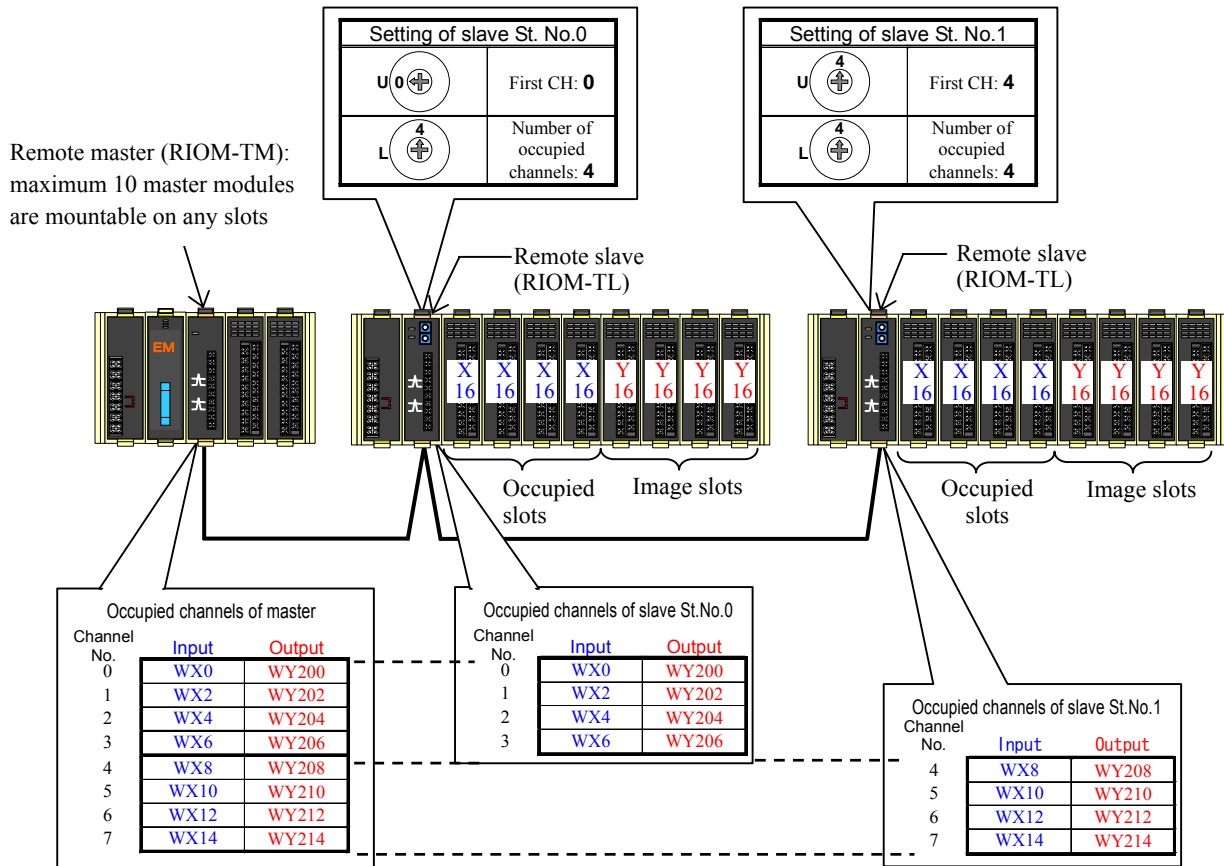 Setting of slave St. No.0
U 0
First CH: 0
4
L
Number of
occupied
channels: 4
Setting of slave St. No.1
4
U
First CH: 4
4
L
Number of
occupied
channels: 4
Remote master (RIOM-TM):
maximum 10 master modules
are mountable on any slots
Remote slave
(RIOM-TL)
Remote slave
(RIOM-TL)
EM
X X X X Y Y Y Y
16 16 16 16 16 16 16 16
X X X X Y Y Y Y
16 16 16 16 16 16 16 16
Occupied
slots
Image slots
Occupied
slots
Image slots
Occupied channels of master
Channel
No. Input Output
0 WX0 WY200
1 WX2 WY202
2 WX4 WY204
3 WX6 WY206
4 WX8 WY208
5 WX10 WY210
6 WX12 WY212
7 WX14 WY214
Occupied channels of slave St.No.0
Channel
No. Input Output
0 WX0 WY200
1 WX2 WY202
2 WX4 WY204
3 WX6 WY206
Occupied channels of slave St.No.1
Channel
No. Input Output
4 WX8 WY208
5 WX10 WY210
6 WX12 WY212
7 WX14 WY214